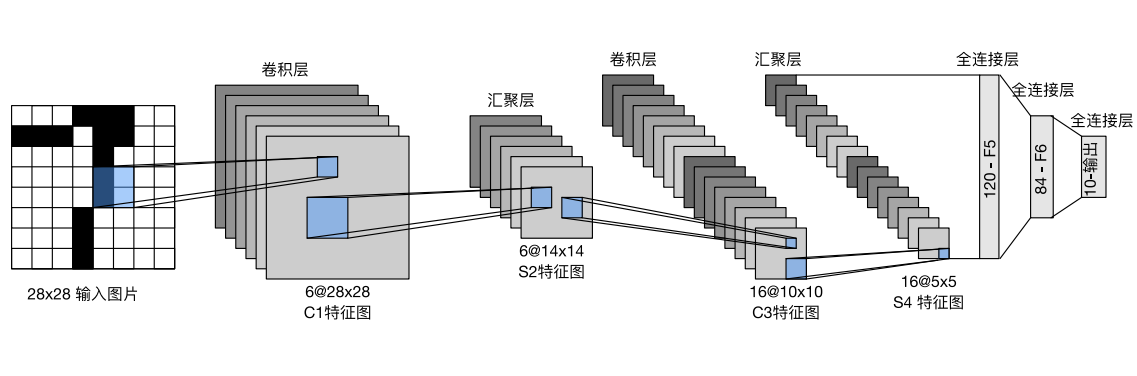 卷积层
汇聚层
卷积层
汇聚层
全连接层
全连接层
全连接层
28x28 输入图片
6@28x28
C1特征图
6@14x14
S2特征图
16@10x10
C3特征图
16@5x5
S4 特征图
120 - F5
84 - F6
10-输出